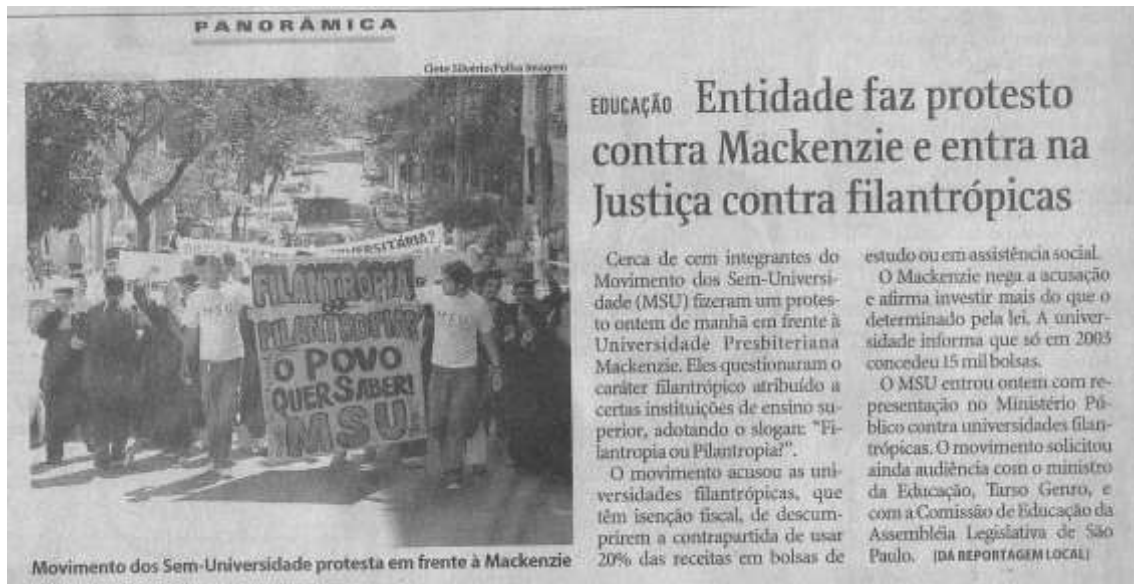 PANORÂMICA
Clete Silvério/Folha Imagem
FILANTROPIA
OU
PILANTROPIA?
O POVO
QUER SABER!
MSU
MSU
Movimento dos Sem-Universidade protesta em frente à Mackenzie
EDUCAÇÃO Entidade faz protesto
contra Mackenzie e entra na
Justiça contra filantrópicas
Cerca de cem integrantes do
Movimento dos Sem-Universi-
dade (MSU) fizeram um protes-
to ontem de manhã em frente à
Universidade Presbiteriana
Mackenzie. Eles questionaram o
caráter filantrópico atribuído a
certas instituições de ensino su-
perior, adotando o slogan: "Fi-
lantropia ou Pilantropia?".
O movimento acusou as uni-
versidades filantrópicas, que
têm isenção fiscal, de descum-
prirem a contrapartida de usar
20% das receitas em bolsas de
estudo ou em assistência social.
O Mackenzie nega a acusação
e afirma investir mais do que o
determinado pela lei. A univer-
sidade informa que só em 2003
concedeu 15 mil bolsas.
O MSU entrou ontem com re-
presentação no Ministério Pú-
blico contra universidades filan-
trópicas. O movimento solicitou
ainda audiência com o ministro
da Educação, Tarso Genro, e
com a Comissão de Educação da
Assembléia Legislativa de São
Paulo. (DA REPORTAGEM LOCAL)